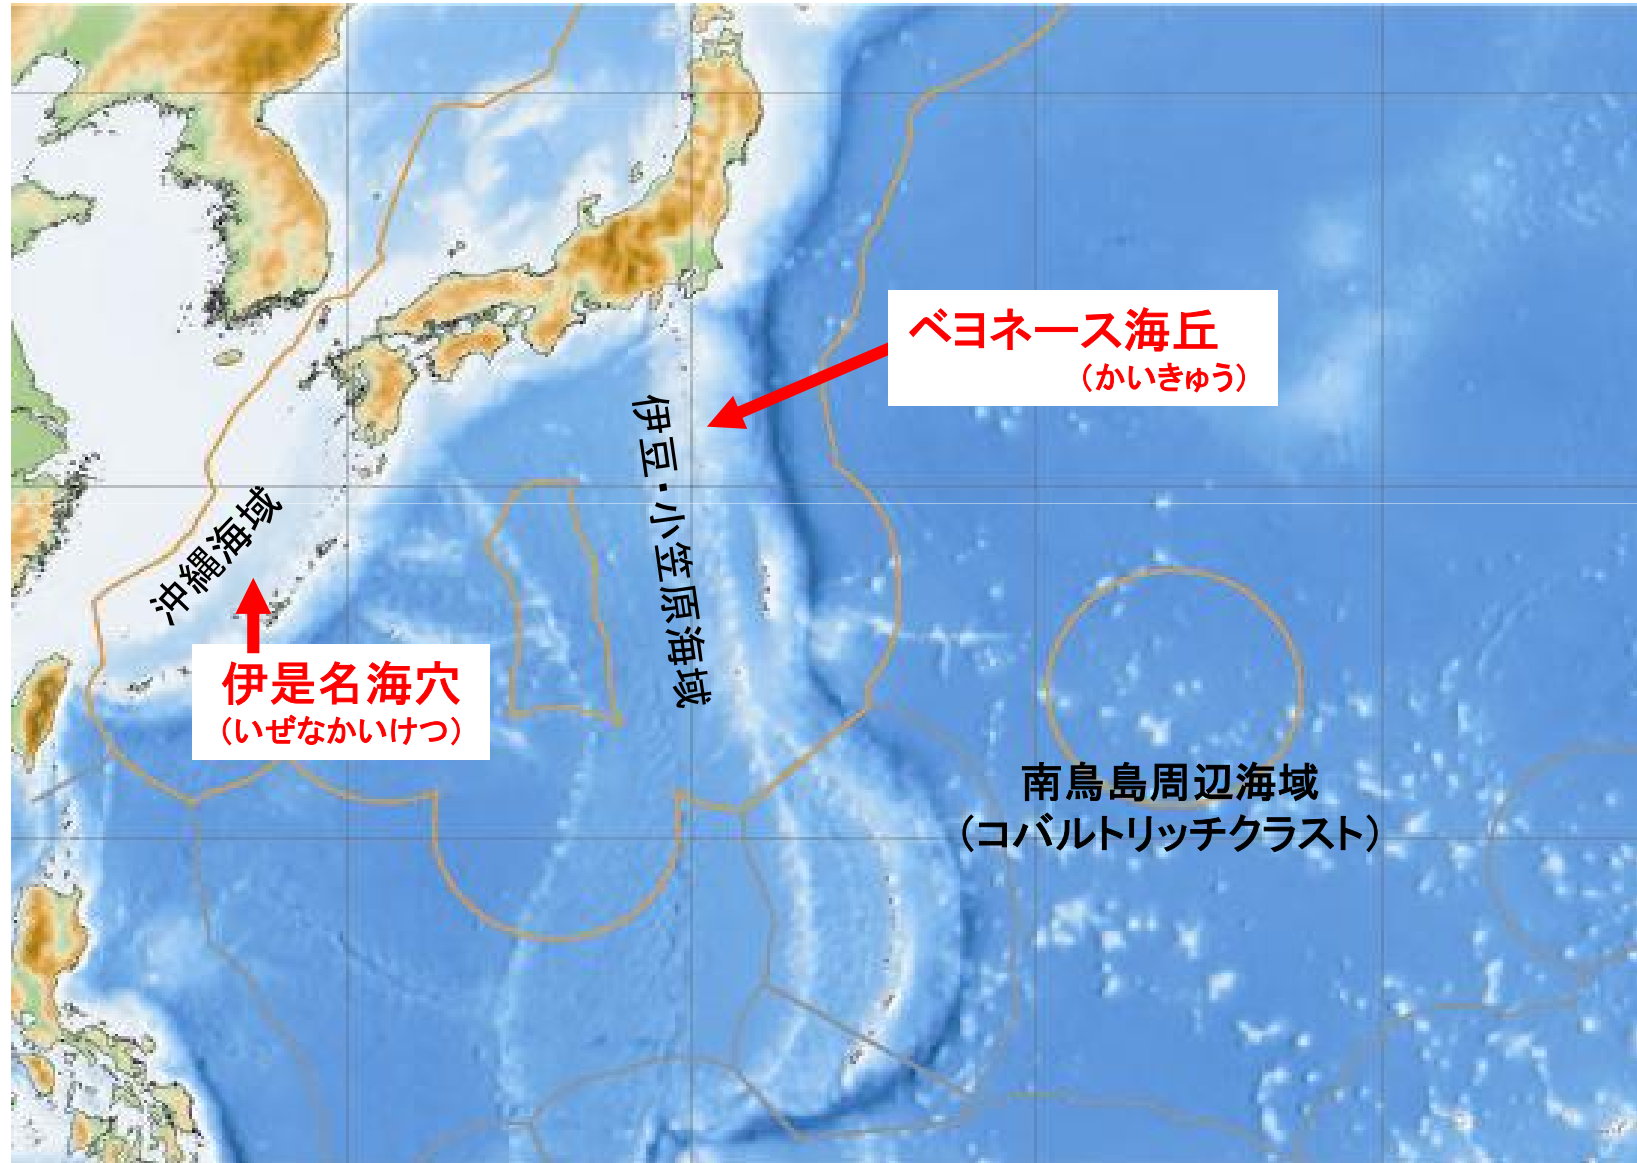 ベヨネース海丘
（かいきゅう）
伊豆・小笠原海域
沖縄海域
伊是名海穴
（いぜなかいけつ）
南鳥島周辺海域
（コバルトリッチクラスト）